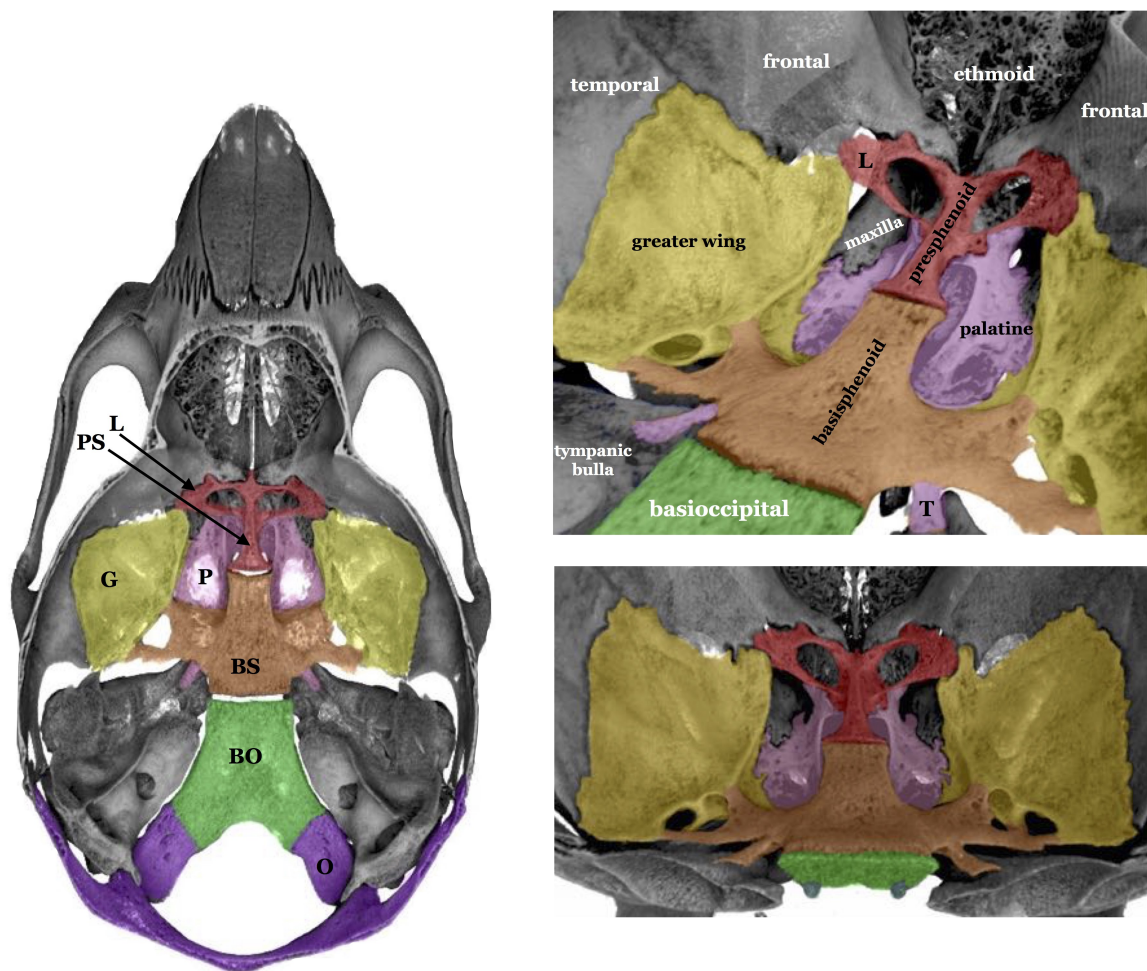 L
PS
G
P
BS
BO
O
frontal
ethmoid
temporal
frontal
L
greater wing
maxilla
presphenoid
palatine
basisphenoid
tympanic
bulla
basioccipital
T